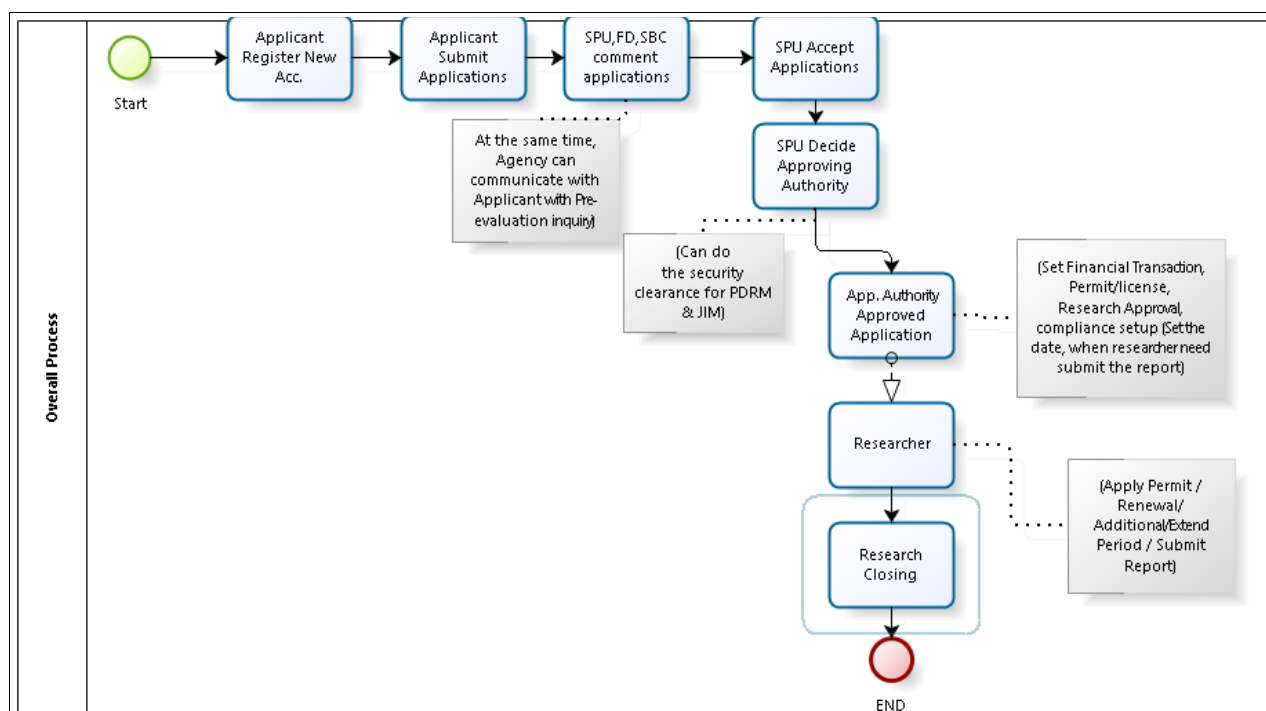 Overall Process
Start
Applicant
Register New
Acc.
Applicant
Submit
Applications
SPU,FD,SBC
comment
applications
SPU Accept
Applications
At the same time,
Agency can
communicate with
Applicant with Pre-
evaluation inquiry)
SPU Decide
Approving
Authority
(Can do
the security
clearance for PDRM
& JIM)
App. Authority
Approved
Application
(Set Financial Transaction,
Permit/license,
Research Approval,
compliance setup (Set the
date, when researcher need
submit the report)
Researcher
(Apply Permit /
Renewal/
Additional/Extend
Period / Submit
Report)
Research
Closing
END